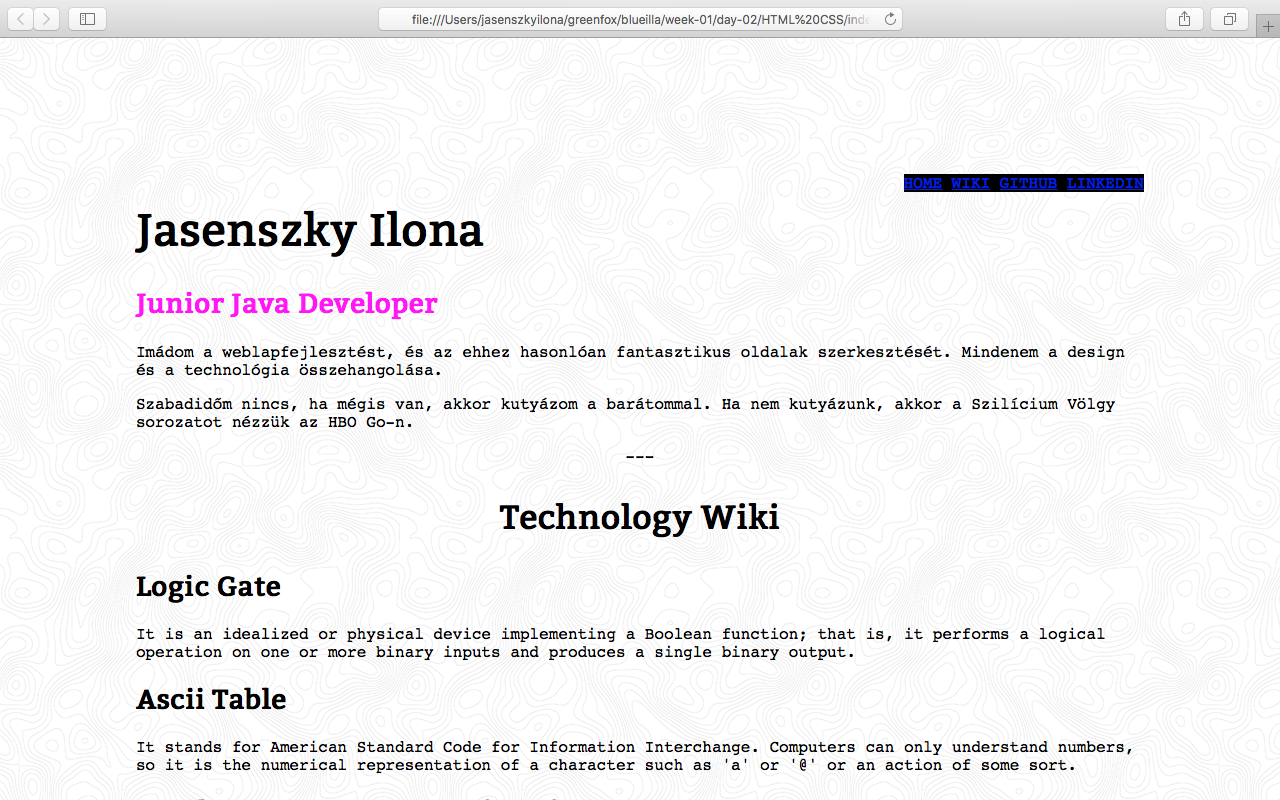 file:///Users/jasenszkyilona/greenfox/blueilla/week-01/day-02/HTML%20CSS/inde
HOME WIKI GITHUB LINKEDIN
Jasenszky Ilona
Junior Java Developer
Imádom a weblapfejlesztést, és az ehhez hasonlóan fantasztikus oldalak szerkesztését. Mindenem a design
és a technológia összehangolása.
Szabadidőm nincs, ha mégis van, akkor kutyázom a barátommal. Ha nem kutyázunk, akkor a Szilícium Völgy
sorozatot nézzük az HBO Go-n.
---
Technology Wiki
Logic Gate
It is an idealized or physical device implementing a Boolean function; that is, it performs a logical
operation on one or more binary inputs and produces a single binary output.
Ascii Table
It stands for American Standard Code for Information Interchange. Computers can only understand numbers,
so it is the numerical representation of a character such as 'a' or '@' or an action of some sort.